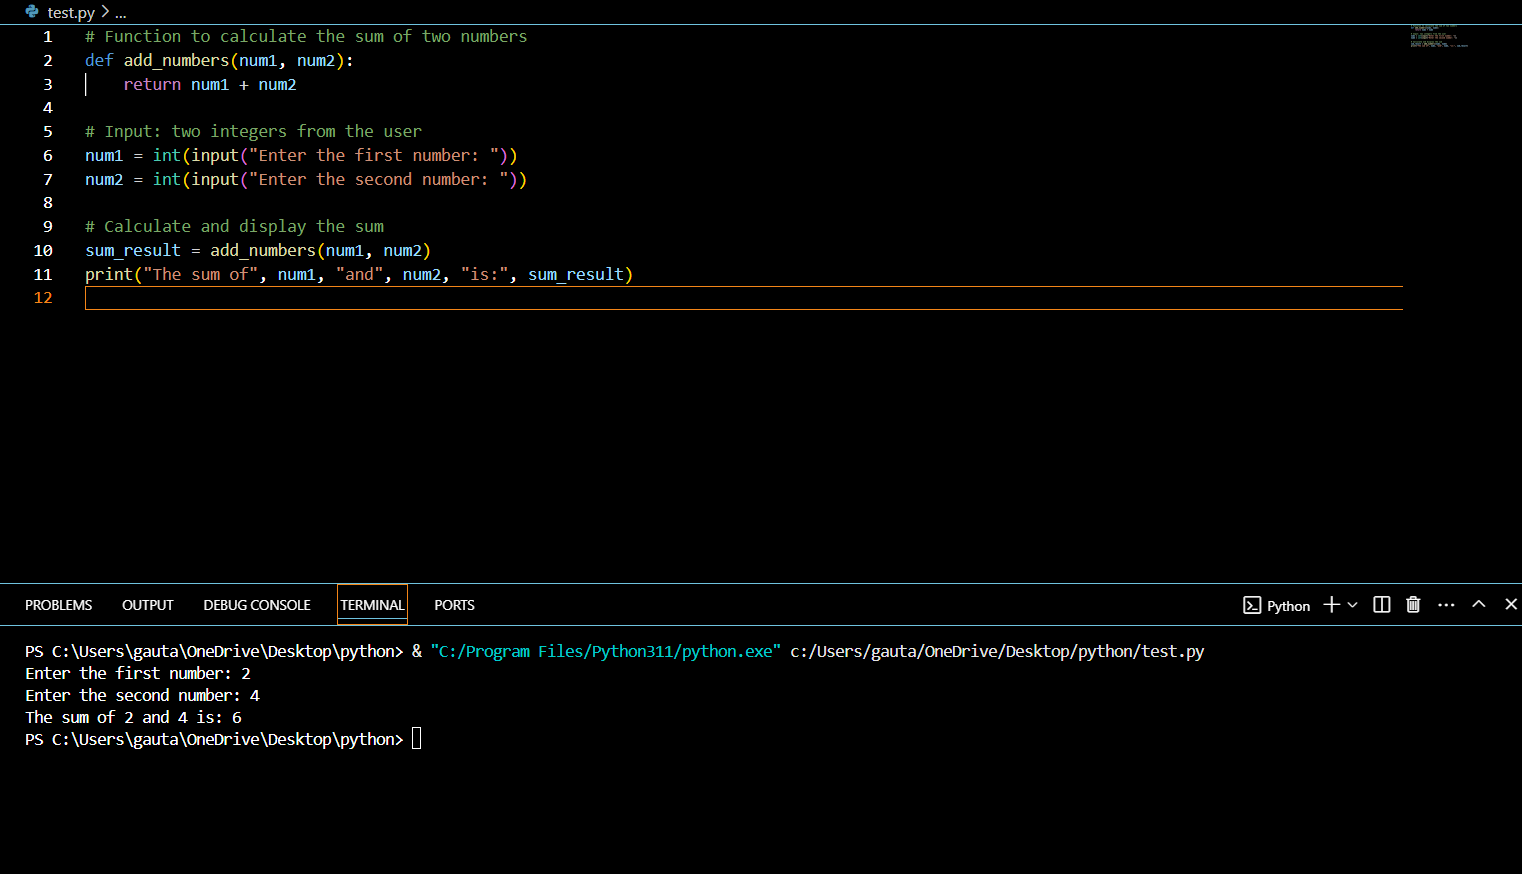 test.py > ...
1 # Function to calculate the sum of two numbers
2 def add_numbers(num1, num2):
3     return num1 + num2
4
5 # Input: two integers from the user
6 num1 = int(input("Enter the first number: "))
7 num2 = int(input("Enter the second number: "))
8
9 # Calculate and display the sum
10 sum_result = add_numbers(num1, num2)
11 print("The sum of", num1, "and", num2, "is:", sum_result)
12
PROBLEMS OUTPUT DEBUG CONSOLE TERMINAL PORTS Python
PS C:\Users\gauta\OneDrive\Desktop\python> & "C:/Program Files/Python311/python.exe" c:/Users/gauta/OneDrive/Desktop/python/test.py
Enter the first number: 2
Enter the second number: 4
The sum of 2 and 4 is: 6
PS C:\Users\gauta\OneDrive\Desktop\python>